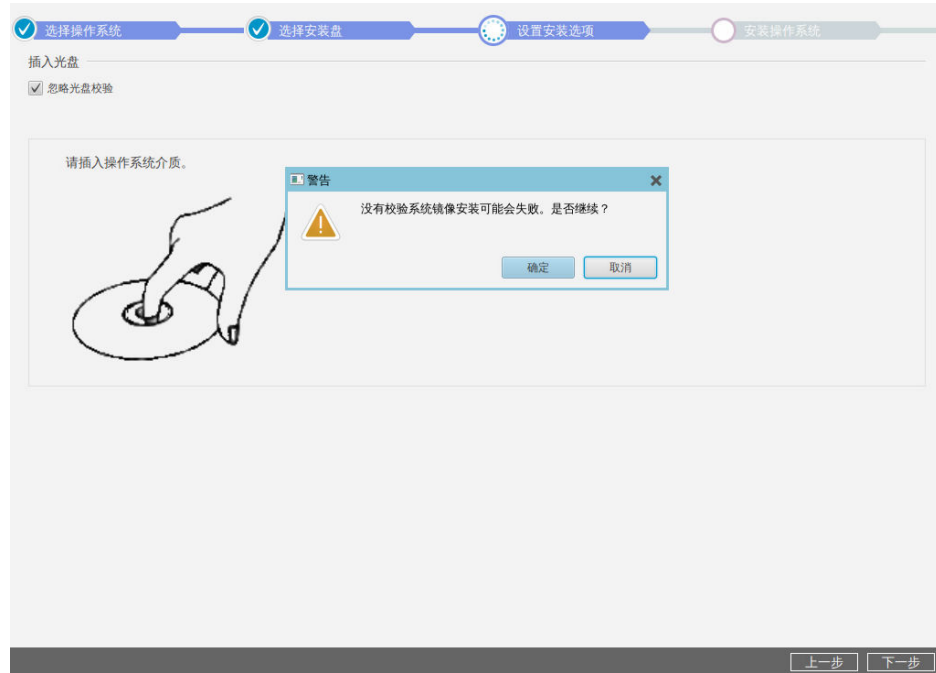 选择操作系统
选择安装盘
设置安装选项
安装操作系统
插入光盘
忽略光盘校验
请插入操作系统介质。
警告
没有校验系统镜像安装可能会失败。是否继续？
确定
取消
上一步
下一步